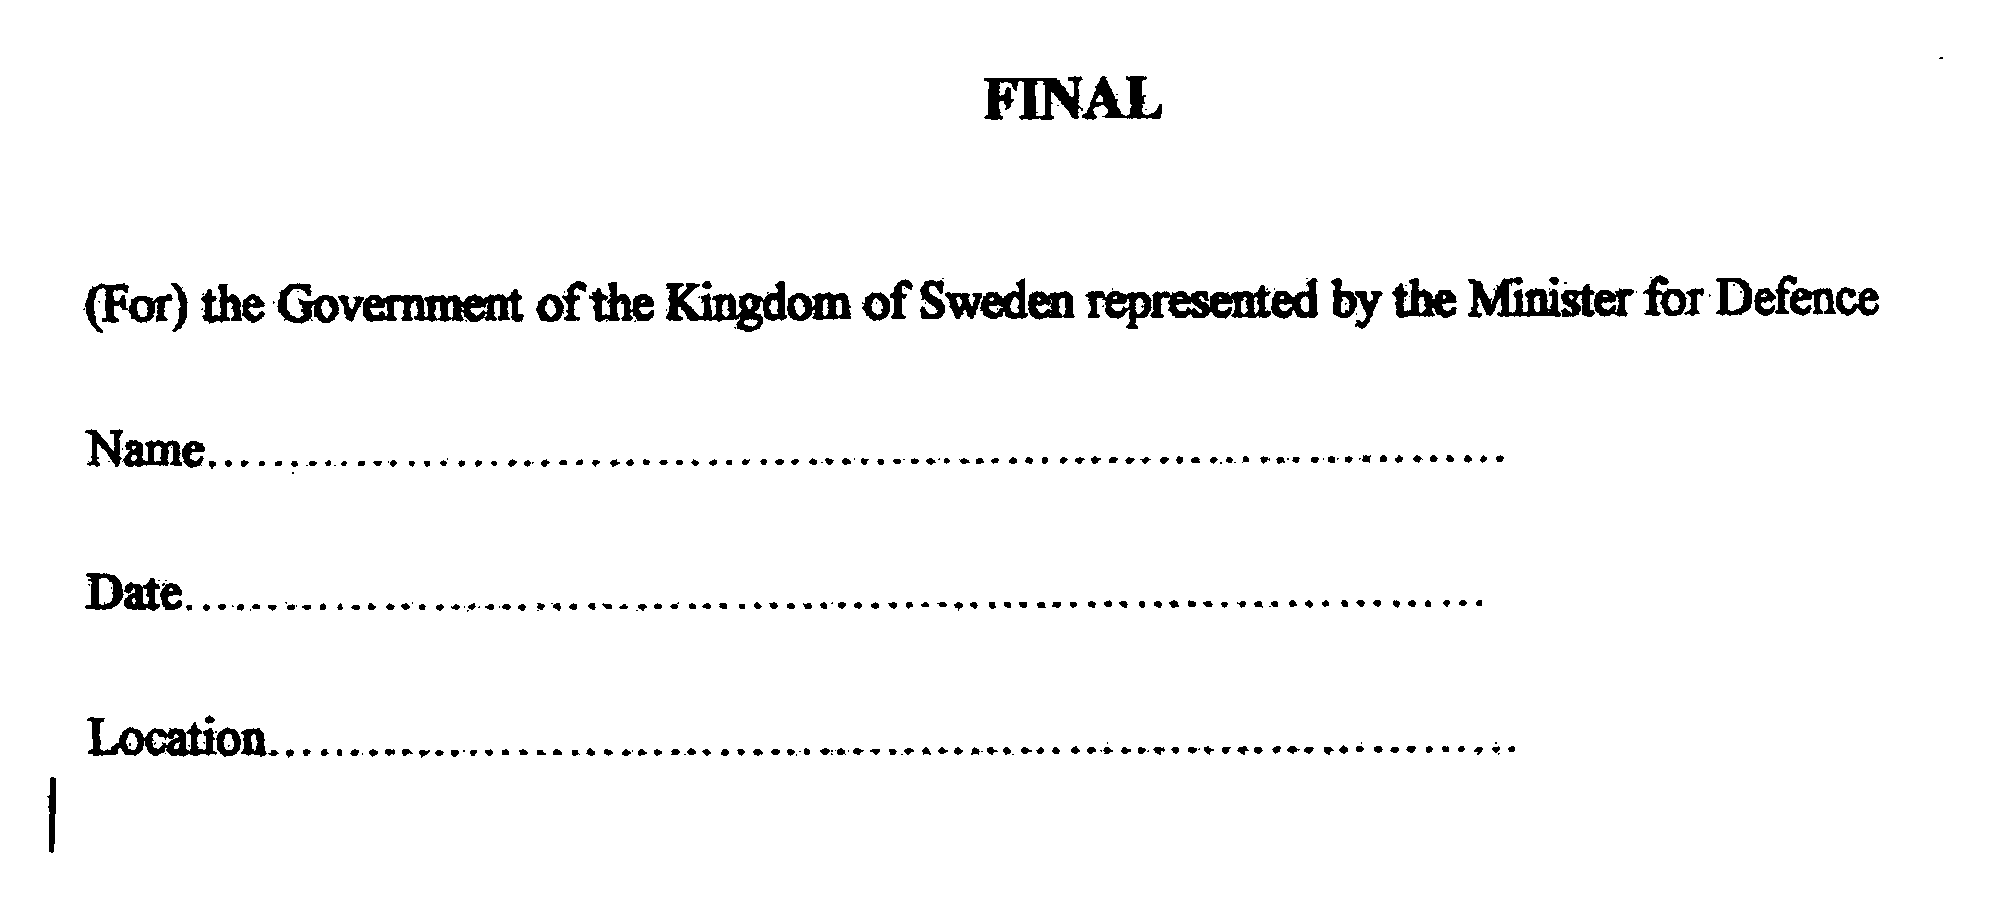 FINAL
(For) the Government of the Kingdom of Sweden represented by the Minister for Defence
Name..............................................................................
Date..............................................................................
Location...........................................................................